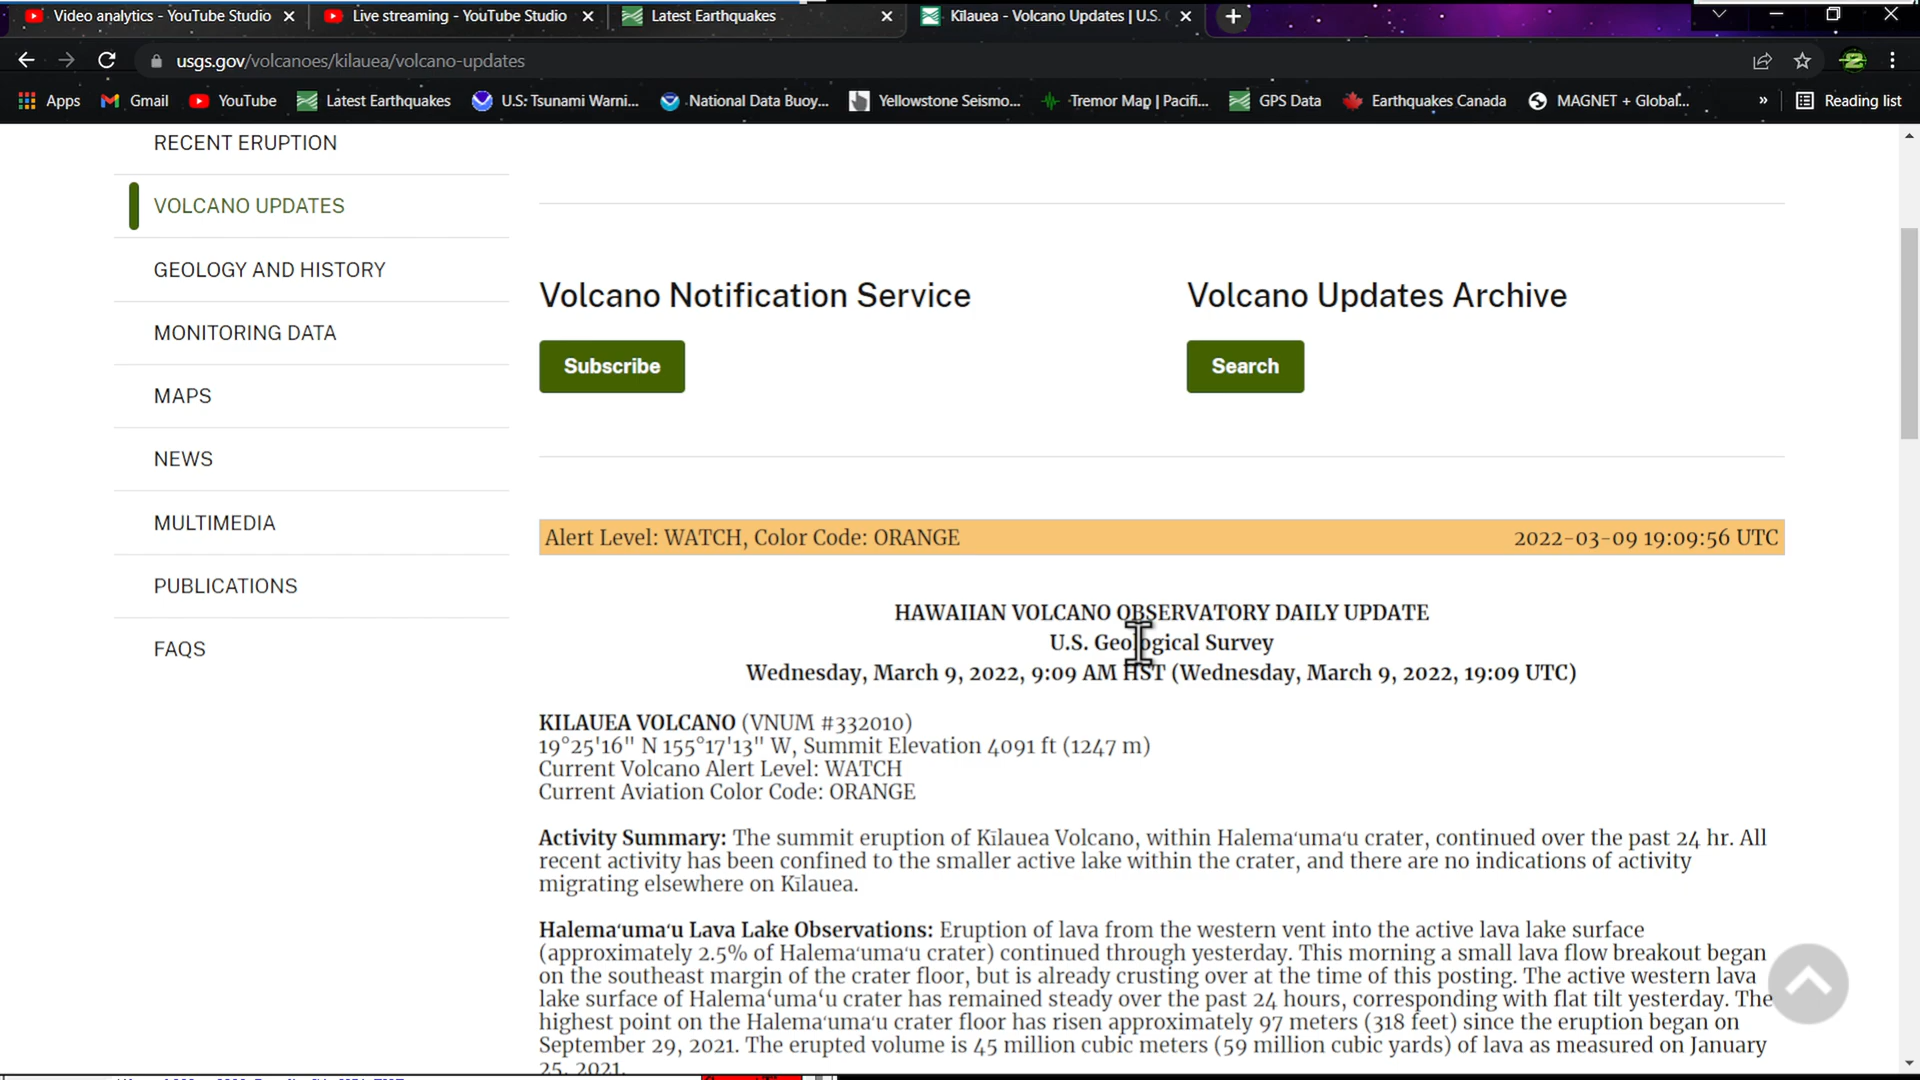 Video analytics - YouTube Studio
Live streaming - YouTube Studio
Latest Earthquakes
Kīlauea - Volcano Updates | U.S.
usgs.gov/volcanoes/kilauea/volcano-updates
Apps
Gmail
YouTube
Latest Earthquakes
U.S: Tsunami Warni...
National Data Buoy...
Yellowstone Seismo...
Tremor Map | Pacifi...
GPS Data
Earthquakes Canada
MAGNET + Global...
»
Reading list
RECENT ERUPTION
VOLCANO UPDATES
GEOLOGY AND HISTORY
MONITORING DATA
MAPS
NEWS
MULTIMEDIA
PUBLICATIONS
FAQS
Volcano Notification Service
Subscribe
Volcano Updates Archive
Search
Alert Level: WATCH, Color Code: ORANGE
2022-03-09 19:09:56 UTC
HAWAIIAN VOLCANO OBSERVATORY DAILY UPDATE
U.S. Geological Survey
Wednesday, March 9, 2022, 9:09 AM HST (Wednesday, March 9, 2022, 19:09 UTC)
KILAUEA VOLCANO (VNUM #332010)
19°25'16" N 155°17'13" W, Summit Elevation 4091 ft (1247 m)
Current Volcano Alert Level: WATCH
Current Aviation Color Code: ORANGE
Activity Summary: The summit eruption of Kīlauea Volcano, within Halemaʻumaʻu crater, continued over the past 24 hr. All
recent activity has been confined to the smaller active lake within the crater, and there are no indications of activity
migrating elsewhere on Kīlauea.
Halemaʻumaʻu Lava Lake Observations: Eruption of lava from the western vent into the active lava lake surface
(approximately 2.5% of Halemaʻumaʻu crater) continued through yesterday. This morning a small lava flow breakout began
on the southeast margin of the crater floor, but is already crusting over at the time of this posting. The active western lava
lake surface of Halemaʻumaʻu crater has remained steady over the past 24 hours, corresponding with flat tilt yesterday. The
highest point on the Halemaʻumaʻu crater floor has risen approximately 97 meters (318 feet) since the eruption began on
September 29, 2021. The erupted volume is 45 million cubic meters (59 million cubic yards) of lava as measured on January
25, 2021.